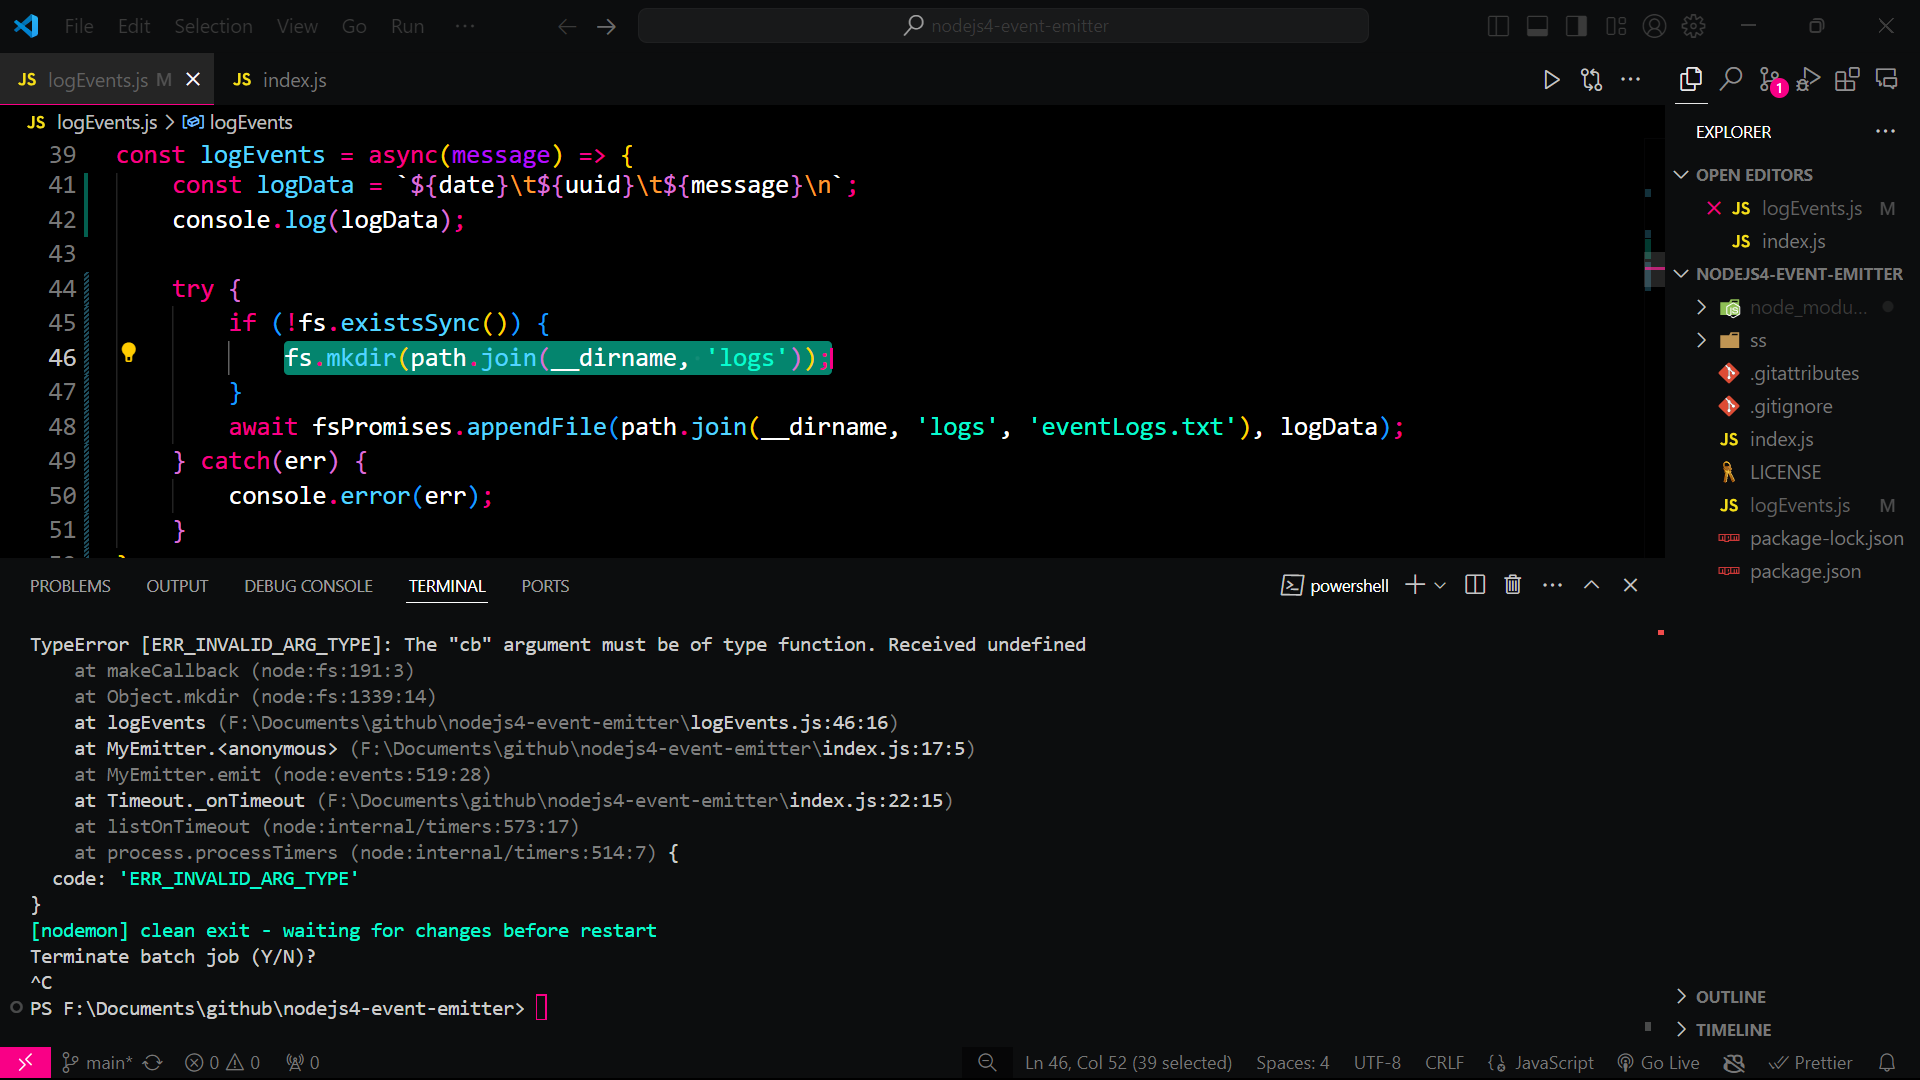 File Edit Selection View Go Run ···
nodejs4-event-emitter
JS logEvents.js M
JS index.js
JS logEvents.js > logEvents
39 const logEvents = async(message) => {
41 const logData = `${date}\t${uuid}\t${message}\n`;
42 console.log(logData);
43
44 try {
45 if (!fs.existsSync()) {
46 fs.mkdir(path.join(__dirname, 'logs'));
47 }
48 await fsPromises.appendFile(path.join(__dirname, 'logs', 'eventLogs.txt'), logData);
49 } catch(err) {
50 console.error(err);
51 }
1
EXPLORER
OPEN EDITORS
JS logEvents.js M
JS index.js
NODEJS4-EVENT-EMITTER
node_modu...
ss
.gitattributes
.gitignore
JS index.js
LICENSE
JS logEvents.js M
package-lock.json
package.json
OUTLINE
TIMELINE
PROBLEMS OUTPUT DEBUG CONSOLE TERMINAL PORTS
powershell
TypeError [ERR_INVALID_ARG_TYPE]: The "cb" argument must be of type function. Received undefined
at makeCallback (node:fs:191:3)
at Object.mkdir (node:fs:1339:14)
at logEvents (F:\Documents\github\nodejs4-event-emitter\logEvents.js:46:16)
at MyEmitter.<anonymous> (F:\Documents\github\nodejs4-event-emitter\index.js:17:5)
at MyEmitter.emit (node:events:519:28)
at Timeout._onTimeout (F:\Documents\github\nodejs4-event-emitter\index.js:22:15)
at listOnTimeout (node:internal/timers:573:17)
at process.processTimers (node:internal/timers:514:7) {
code: 'ERR_INVALID_ARG_TYPE'
}
[nodemon] clean exit - waiting for changes before restart
Terminate batch job (Y/N)?
^C
PS F:\Documents\github\nodejs4-event-emitter>
main* 0 0 0
Ln 46, Col 52 (39 selected) Spaces: 4 UTF-8 CRLF {} JavaScript Go Live Prettier